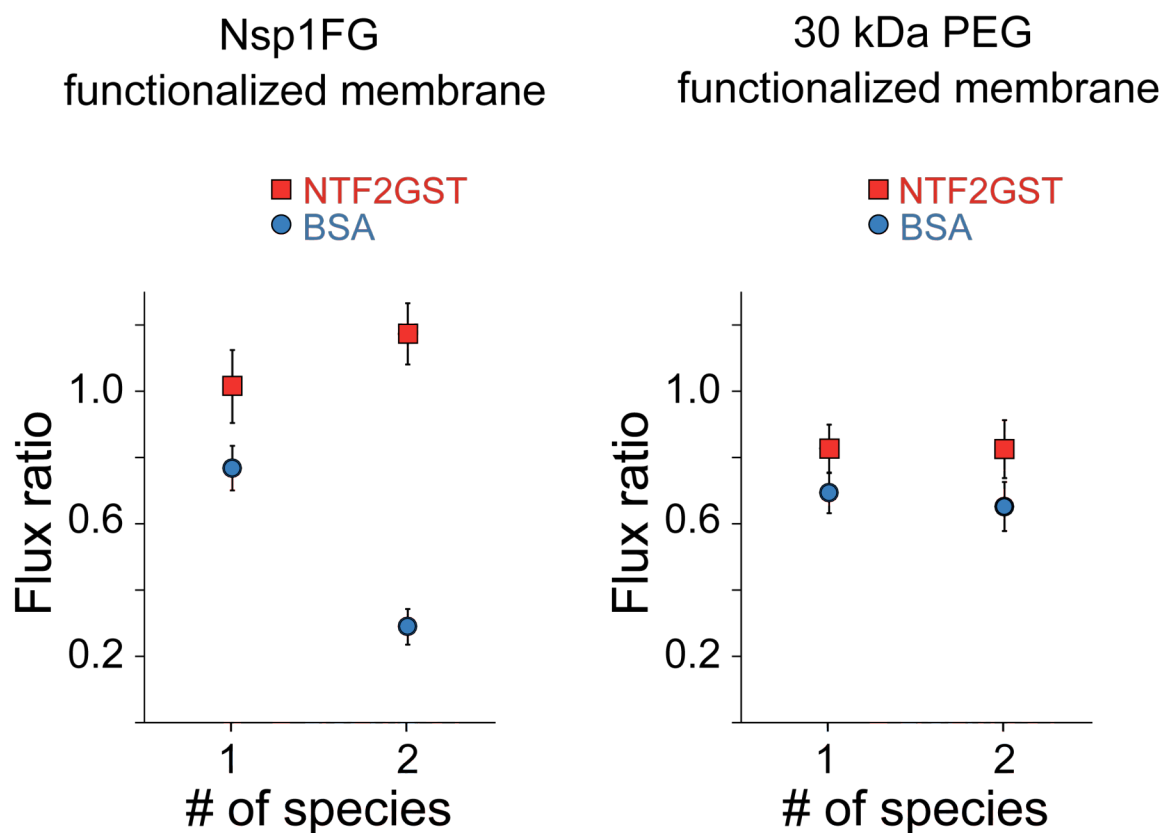 Nsp1FG
functionalized membrane
NTF2GST
BSA
1.0
0.6
0.2
Flux ratio
1
2
# of species
30 kDa PEG
functionalized membrane
NTF2GST
BSA
1.0
0.6
0.2
Flux ratio
1
2
# of species